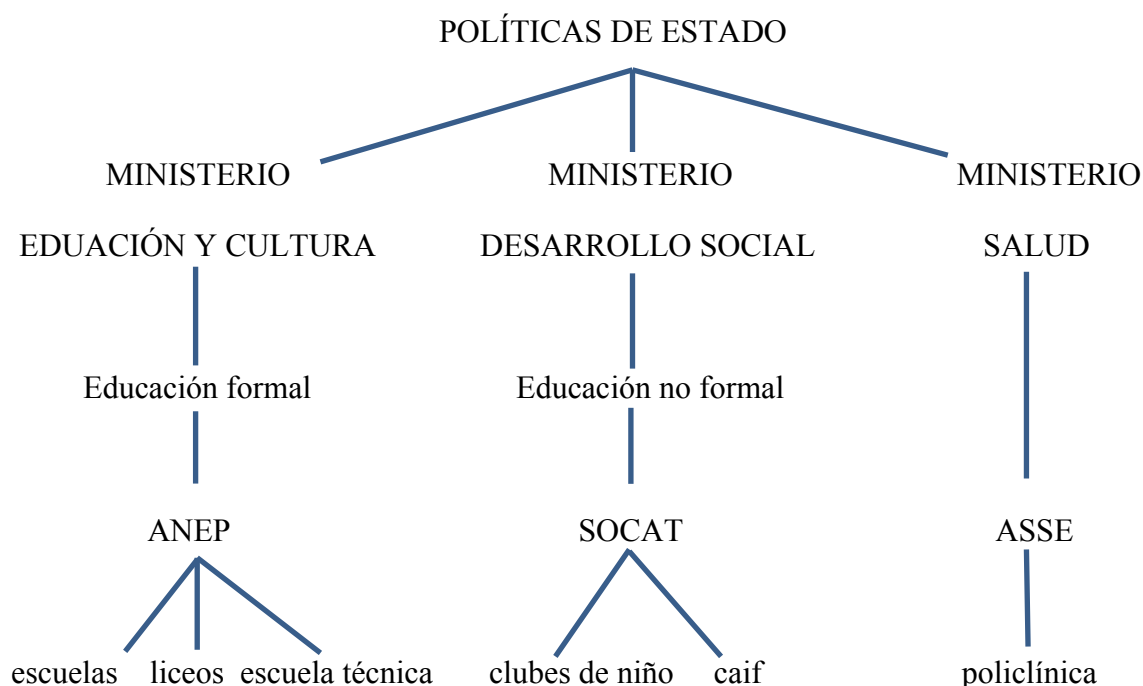 POLÍTICAS DE ESTADO
MINISTERIO MINISTERIO MINISTERIO
EDUACIÓN Y CULTURA DESARROLLO SOCIAL SALUD
Educación formal Educación no formal
ANEP SOCAT ASSE
escuelas liceos escuela técnica clubes de niño caif policlínica